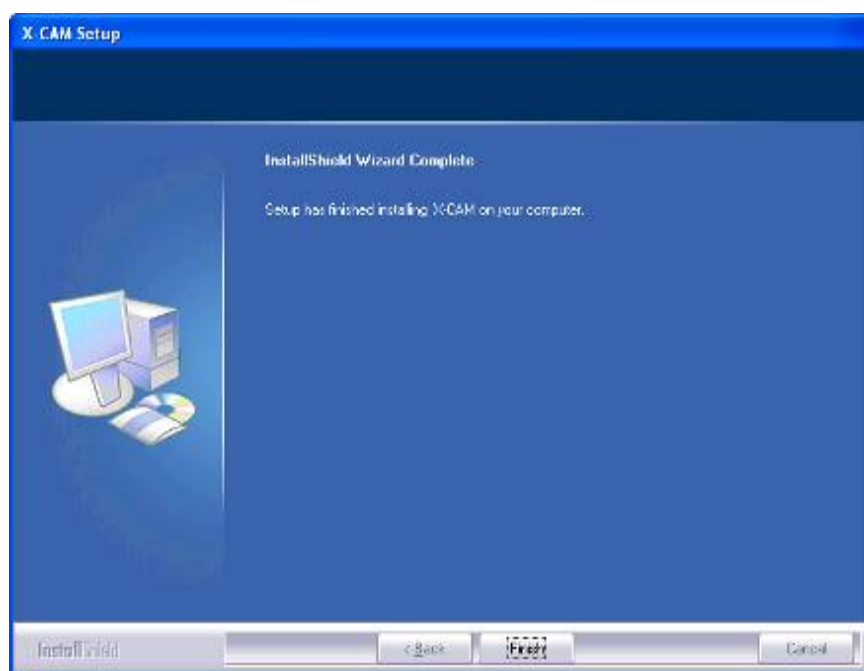 X-CAM Setup
InstallShield Wizard Complete
Setup has finished installing X-CAM on your computer.
InstallShield
< Back
Finish
Cancel